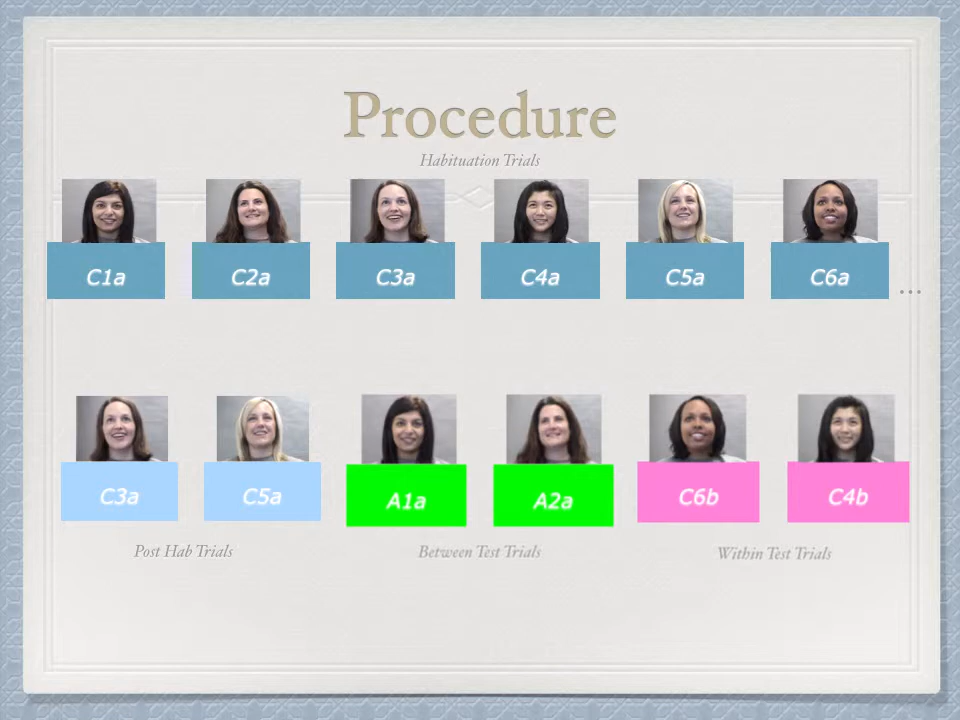 Procedure
Habituation Trials
C1a C2a C3a C4a C5a C6a ...
C3a C5a A1a A2a C6b C4b
Post Hab Trials Between Test Trials Within Test Trials